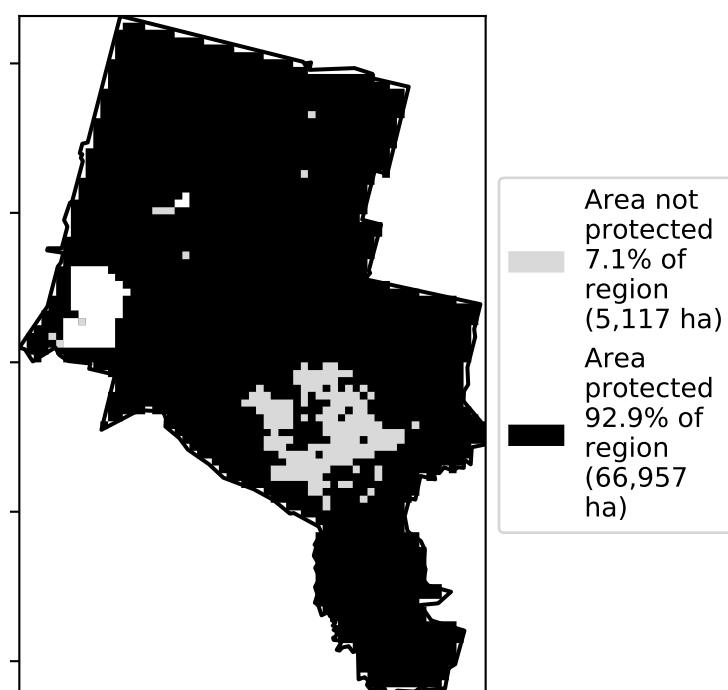 Area not
protected
7.1% of
region
(5,117 ha)
Area
protected
92.9% of
region
(66,957
ha)